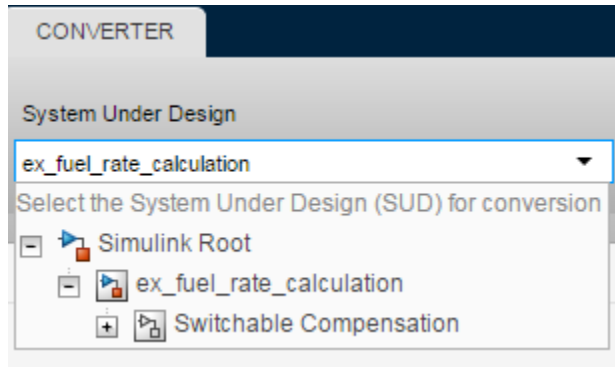 CONVERTER
System Under Design
ex_fuel_rate_calculation
Select the System Under Design (SUD) for conversion
Simulink Root
ex_fuel_rate_calculation
Switchable Compensation